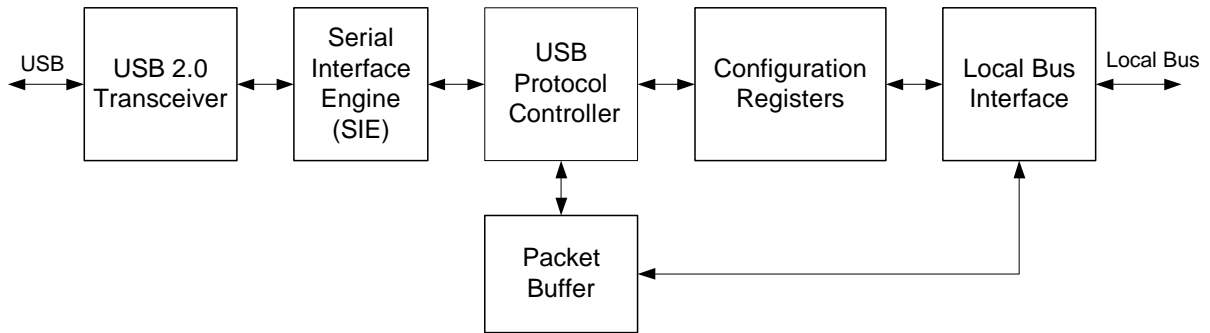 USB
USB 2.0
Transceiver
Serial
Interface
Engine
(SIE)
USB
Protocol
Controller
Configuration
Registers
Local Bus
Interface
Local Bus
Packet
Buffer